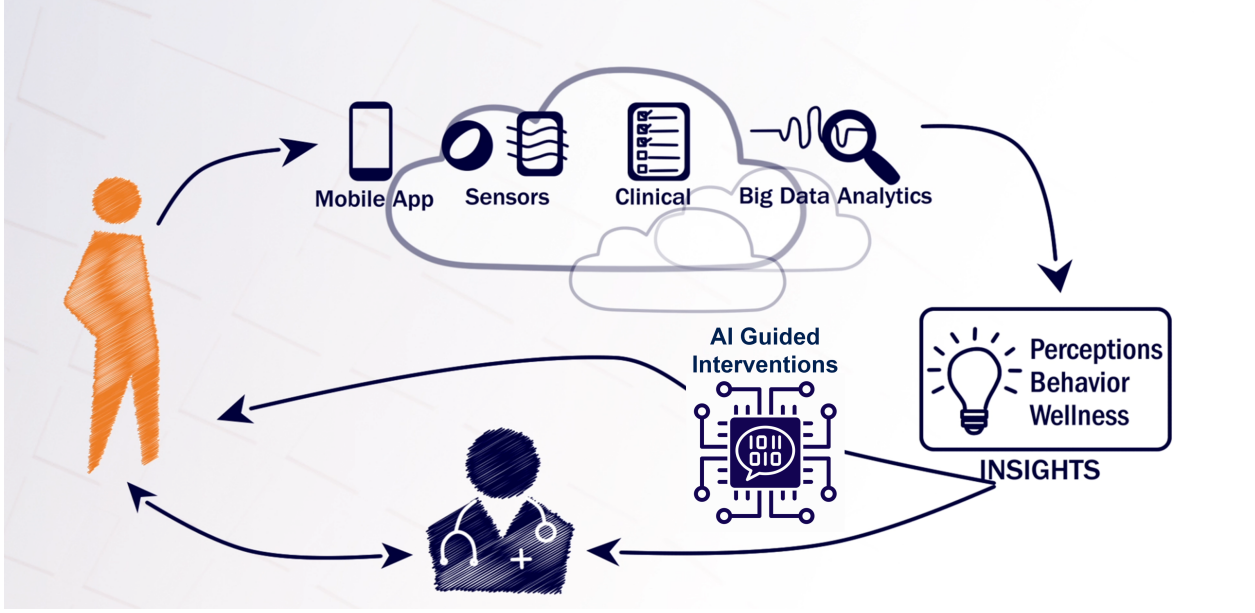 Mobile App
Sensors
Clinical
Big Data Analytics
AI Guided
Interventions
1011
010
Perceptions
Behavior
Wellness
INSIGHTS